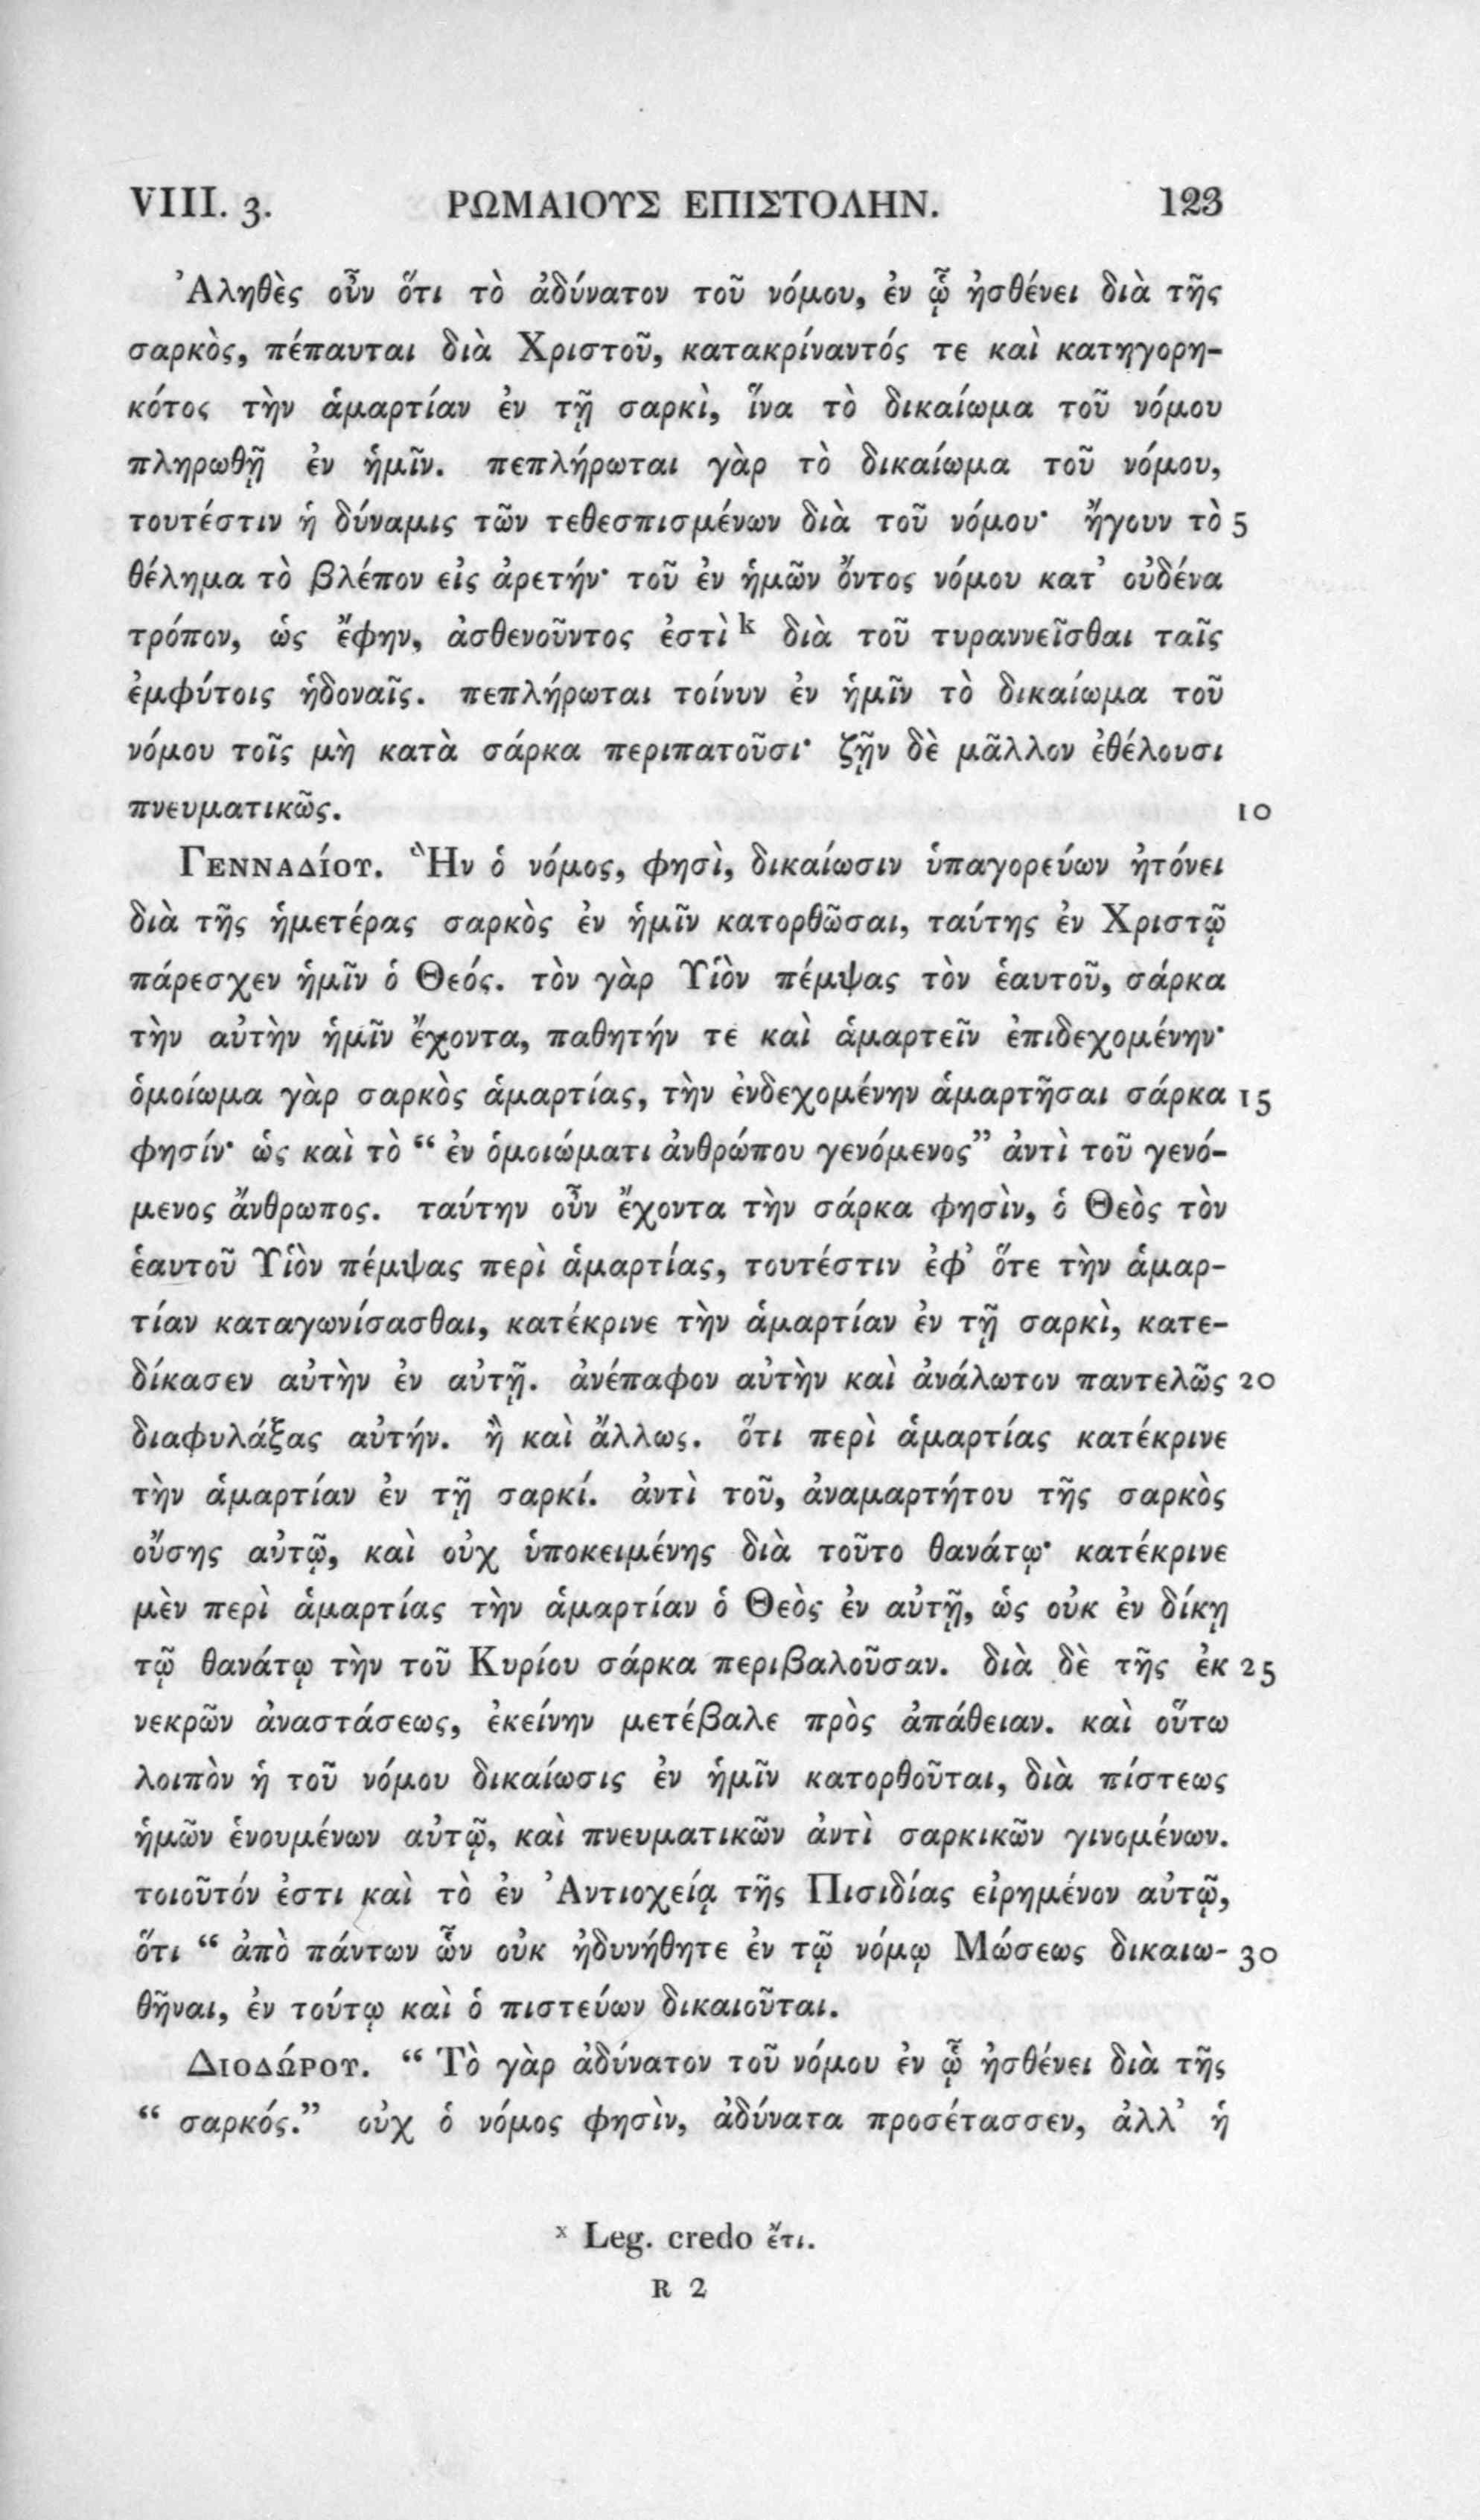 VIII. 3. ΡΩΜΑΙΟΥΣ ΕΠΙΣΤΟΛΗΝ. 123
Ἀληθὲς οὖν ὅτι τὸ ἀδύνατον τοῦ νόμου, ἐν ᾧ ἠσθένει διὰ τῆς
σαρκὸς, πέπαυται διὰ Χριστοῦ, κατακρίναντός τε καὶ κατηγορη-
κότος τὴν ἁμαρτίαν ἐν τῇ σαρκὶ, ἵνα τὸ δικαίωμα τοῦ νόμου
πληρωθῇ ἐν ἡμῖν. πεπλήρωται γὰρ τὸ δικαίωμα τοῦ νόμου,
τουτέστιν ἡ δύναμις τῶν τεθεσπισμένων διὰ τοῦ νόμου· ἤγουν τὸ 5
θέλημα τὸ βλέπον εἰς ἀρετήν· τοῦ ἐν ἡμῶν ὄντος νόμου κατ’ οὐδένα
τρόπον, ὡς ἔφην, ἀσθενοῦντος ἐστὶ k διὰ τοῦ τυραννεῖσθαι ταῖς
ἐμφύτοις ἡδοναῖς. πεπλήρωται τοίνυν ἐν ἡμῖν τὸ δικαίωμα τοῦ
νόμου τοῖς μὴ κατὰ σάρκα περιπατοῦσι· ζῇν δὲ μᾶλλον ἐθέλουσι
πνευματικῶς. 10
ΓΕΝΝΑΔίΟΥ. Ἣν ὁ νόμος, φησὶ, δικαίωσιν ὑπαγορεύων ἠτόνει
διὰ τῆς ἡμετέρας σαρκὸς ἐν ἡμῖν κατορθῶσαι, ταύτης ἐν Χριστῷ
πάρεσχεν ἡμῖν ὁ Θεός. τὸν γὰρ Υἱὸν πέμψας τὸν ἑαυτοῦ, σάρκα
τὴν αὐτὴν ἡμῖν ἔχοντα, παθητήν τε καὶ ἁμαρτεῖν ἐπιδεχομένην·
ὁμοίωμα γὰρ σαρκὸς ἁμαρτίας, τὴν ἐνδεχομένην ἁμαρτῆσαι σάρκα 15
φησίν· ὡς καὶ τὸ “ ἐν ὁμοιώματι ἀνθρώπου γενόμενος” ἀντὶ τοῦ γενό-
μενος ἄνθρωπος. ταύτην οὖν ἔχοντα τὴν σάρκα φησὶν, ὁ Θεὸς τὸν
ἑαυτοῦ Υἱὸν πέμψας περὶ ἁμαρτίας, τουτέστιν ἐφ’ ὅτε τὴν ἁμαρ-
τίαν καταγωνίσασθαι, κατέκρινε τὴν ἁμαρτίαν ἐν τῇ σαρκὶ, κατε-
δίκασεν αὐτὴν ἐν αὐτῇ. ἀνέπαφον αὐτὴν καὶ ἀνάλωτον παντελῶς 20
διαφυλάξας αὐτήν. ἢ καὶ ἄλλως. ὅτι περὶ ἁμαρτίας κατέκρινε
τὴν ἁμαρτίαν ἐν τῇ σαρκί. ἀντὶ τοῦ, ἀναμαρτήτου τῆς σαρκὸς
οὔσης αὐτῷ, καὶ οὐχ ὑποκειμένης διὰ τοῦτο θανάτῳ· κατέκρινε
μὲν περὶ ἁμαρτίας τὴν ἁμαρτίαν ὁ Θεὸς ἐν αὐτῇ, ὡς οὐκ ἐν δίκῃ
τῷ θανάτῳ τὴν τοῦ Κυρίου σάρκα περιβαλοῦσαν. διὰ δὲ τῆς ἐκ 25
νεκρῶν ἀναστάσεως, ἐκείνην μετέβαλε πρὸς ἀπάθειαν. καὶ οὕτω
λοιπὸν ἡ τοῦ νόμου δικαίωσις ἐν ἡμῖν κατορθοῦται, διὰ πίστεως
ἡμῶν ἑνουμένων αὐτῷ, καὶ πνευματικῶν ἀντὶ σαρκικῶν γινομένων.
τοιοῦτόν ἐστι καὶ τὸ ἐν Ἀντιοχείᾳ τῆς Πισιδίας εἰρημένον αὐτῷ,
ὅτι “ ἀπὸ πάντων ὧν οὐκ ἠδυνήθητε ἐν τῷ νόμῳ Μώσεως δικαιω- 30
θῆναι, ἐν τούτῳ καὶ ὁ πιστεύων δικαιοῦται.
ΔΙΟΔΏΡΟΥ. “ Τὸ γὰρ ἀδύνατον τοῦ νόμου ἐν ᾧ ἠσθένει διὰ τῆς
“ σαρκός.” οὐχ ὁ νόμος φησὶν, ἀδύνατα προσέτασσεν, ἀλλ’ ἡ
x Leg. credo ἔτι.
R 2